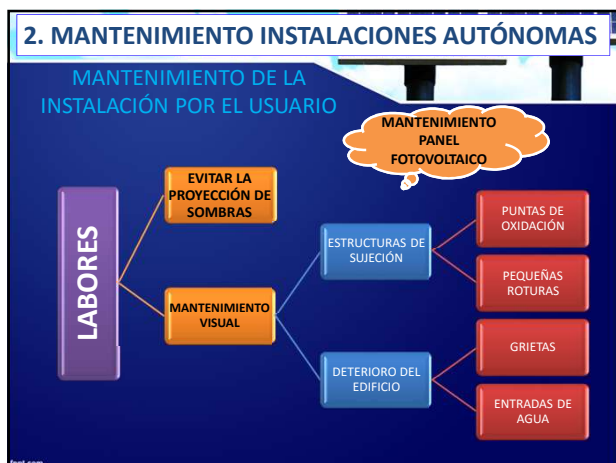 2. MANTENIMIENTO INSTALACIONES AUTÓNOMAS
MANTENIMIENTO DE LA
INSTALACIÓN POR EL USUARIO
MANTENIMIENTO
PANEL
FOTOVOLTAICO
LABORES
EVITAR LA
PROYECCIÓN DE
SOMBRAS
MANTENIMIENTO
VISUAL
ESTRUCTURAS DE
SUJECIÓN
DETERIORO DEL
EDIFICIO
PUNTAS DE
OXIDACIÓN
PEQUEÑAS
ROTURAS
GRIETAS
ENTRADAS DE
AGUA